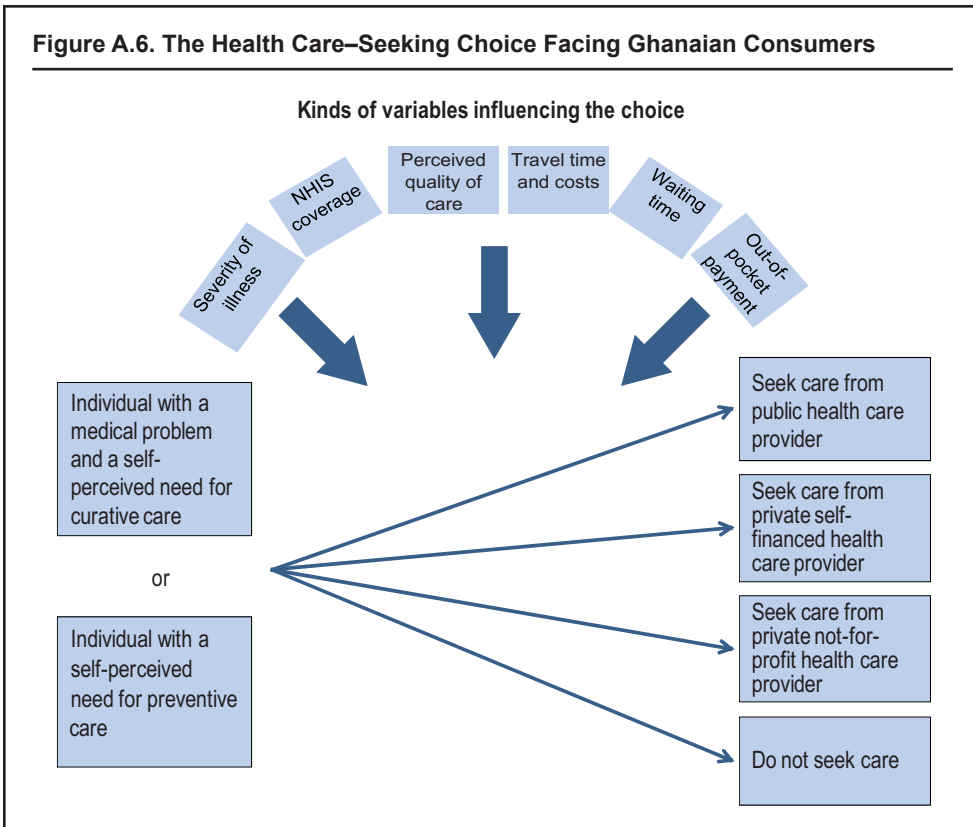 Figure A.6. The Health Care–Seeking Choice Facing Ghanaian Consumers
Kinds of variables influencing the choice
Severity of
illness
NHIS
coverage
Perceived
quality of
care
Travel time
and costs
Waiting
time
Out-of-
pocket
payment
Individual with a
medical problem
and a self-
perceived need for
curative care
or
Individual with a
self-perceived
need for preventive
care
Seek care from
public health care
provider
Seek care from
private self-
financed health
care provider
Seek care from
private not-for-
profit health care
provider
Do not seek care